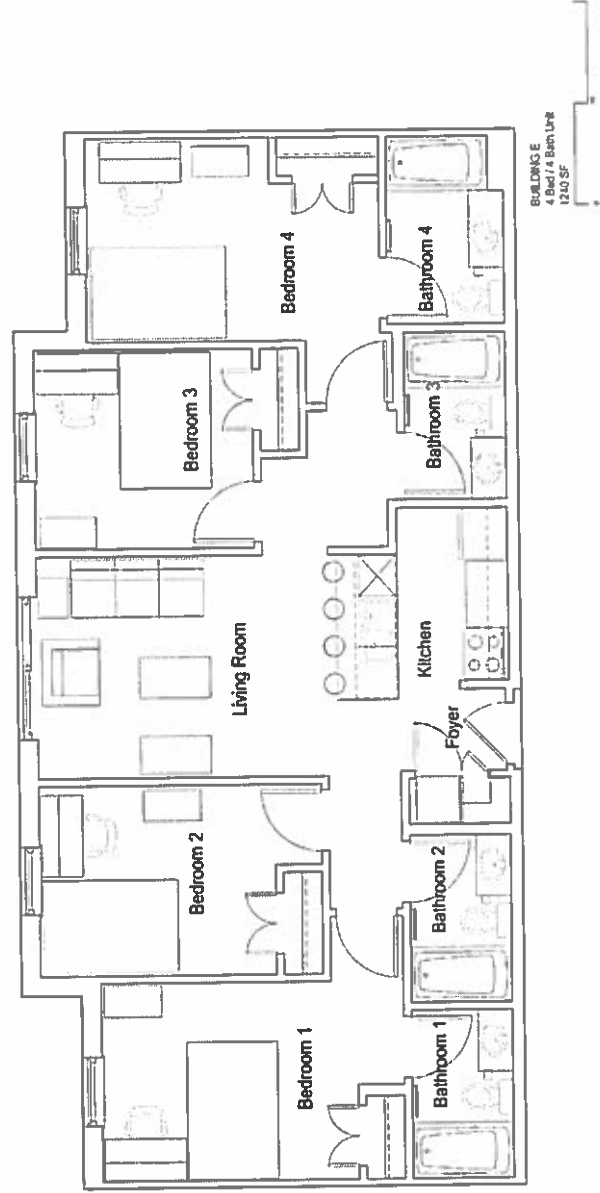 Bedroom 1
Bedroom 2
Living Room
Bedroom 3
Bedroom 4
Bathroom 1
Bathroom 2
Foyer
Kitchen
Bathroom 3
Bathroom 4
BUILDING E
4 Bed / 4 Bath Unit
1240 SF